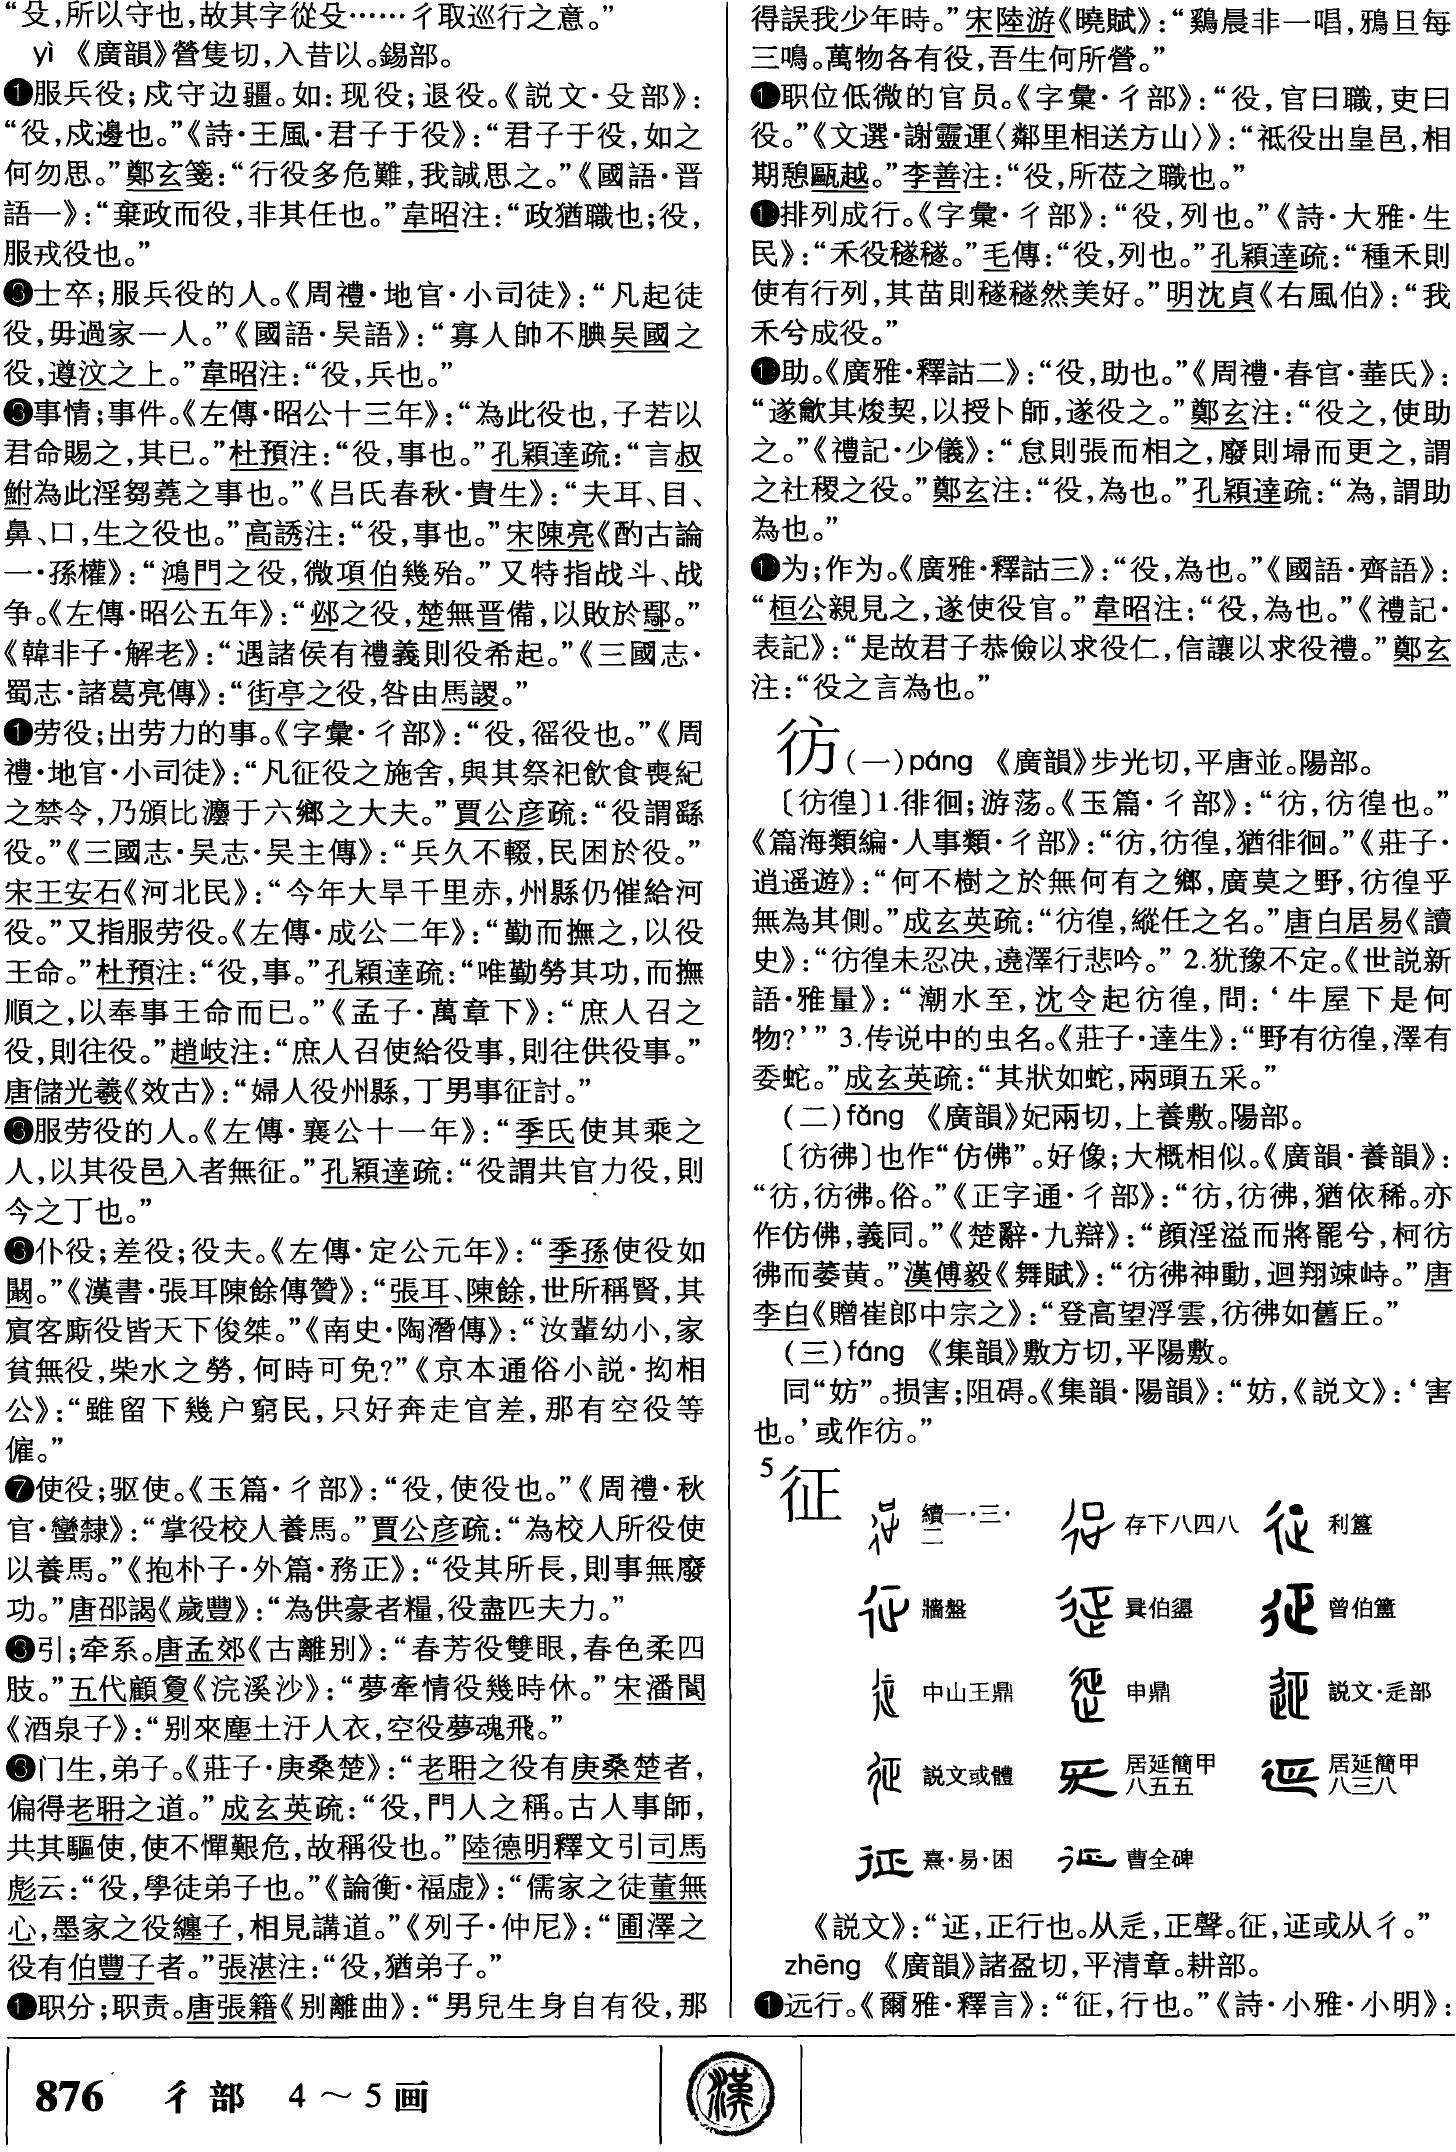 “殳，所以守也，故其字從殳……彳取巡行之意。”
yì 《廣韻》營隻切，入昔以。錫部。
❶服兵役；戍守边疆。如：现役；退役。《説文·殳部》：
“役，戍邊也。”《詩·王風·君子于役》：“君子于役，如之
何勿思。”鄭玄箋：“行役多危難，我誠思之。”《國語·晋
語一》：“棄政而役，非其任也。”韋昭注：“政猶職也；役，
服戎役也。”
❸士卒；服兵役的人。《周禮·地官·小司徒》：“凡起徒
役，毋過家一人。”《國語·吴語》：“寡人帥不腆吴國之
役，遵汶之上。”韋昭注：“役，兵也。”
❸事情；事件。《左傳·昭公十三年》：“為此役也，子若以
君命賜之，其已。”杜預注：“役，事也。”孔穎達疏：“言叔
鮒為此淫芻蕘之事也。”《吕氏春秋·貴生》：“夫耳、目、
鼻、口，生之役也。”高誘注：“役，事也。”宋陳亮《酌古論
一·孫權》：“鴻門之役，微項伯幾殆。”又特指战斗、战
争。《左傳·昭公五年》：“邲之役，楚無晋備，以敗於鄢。”
《韓非子·解老》：“遇諸侯有禮義則役希起。”《三國志·
蜀志·諸葛亮傳》：“街亭之役，咎由馬謖。”
❶劳役；出劳力的事。《字彙·彳部》：“役，徭役也。”《周
禮·地官·小司徒》：“凡征役之施舍，與其祭祀飲食喪紀
之禁令，乃頒比灋于六鄉之大夫。”賈公彦疏：“役謂繇
役。”《三國志·吴志·吴主傳》：“兵久不輟，民困於役。”
宋王安石《河北民》：“今年大旱千里赤，州縣仍催給河
役。”又指服劳役。《左傳·成公二年》：“勤而撫之，以役
王命。”杜預注：“役，事。”孔穎達疏：“唯勤勞其功，而撫
順之，以奉事王命而已。”《孟子·萬章下》：“庶人召之
役，則往役。”趙岐注：“庶人召使給役事，則往供役事。”
唐儲光羲《效古》：“婦人役州縣，丁男事征討。”
❸服劳役的人。《左傳·襄公十一年》：“季氏使其乘之
人，以其役邑入者無征。”孔穎達疏：“役謂共官力役，則
今之丁也。”
❸仆役；差役；役夫。《左傳·定公元年》：“季孫使役如
闞。”《漢書·張耳陳餘傳贊》：“張耳、陳餘，世所稱賢，其
賓客廝役皆天下俊桀。”《南史·陶潛傳》：“汝輩幼小，家
貧無役，柴水之勞，何時可免？”《京本通俗小説·拗相
公》：“雖留下幾户窮民，只好奔走官差，那有空役等
僱。”
❼使役；驱使。《玉篇·彳部》：“役，使役也。”《周禮·秋
官·蠻隸》：“掌役校人養馬。”賈公彦疏：“為校人所役使
以養馬。”《抱朴子·外篇·務正》：“役其所長，則事無廢
功。”唐邵謁《歲豐》：“為供豪者糧，役盡匹夫力。”
❸引；牵系。唐孟郊《古離别》：“春芳役雙眼，春色柔四
肢。”五代顧敻《浣溪沙》：“夢牽情役幾時休。”宋潘閬
《酒泉子》：“别來塵土汙人衣，空役夢魂飛。”
❸门生，弟子。《莊子·庚桑楚》：“老聃之役有庚桑楚者，
偏得老聃之道。”成玄英疏：“役，門人之稱。古人事師，
共其驅使，使不憚艱危，故稱役也。”陸德明釋文引司馬
彪云：“役，學徒弟子也。”《論衡·福虚》：“儒家之徒董無
心，墨家之役纏子，相見講道。”《列子·仲尼》：“圃澤之
役有伯豐子者。”張湛注：“役，猶弟子。”
❶职分；职责。唐張籍《别離曲》：“男兒生身自有役，那
得誤我少年時。”宋陸游《曉賦》：“鷄晨非一唱，鴉旦每
三鳴。萬物各有役，吾生何所營。”
❶职位低微的官员。《字彙·彳部》：“役，官曰職，吏曰
役。”《文選·謝靈運〈鄰里相送方山〉》：“祗役出皇邑，相
期憩甌越。”李善注：“役，所莅之職也。”
❶排列成行。《字彙·彳部》：“役，列也。”《詩·大雅·生
民》：“禾役穟穟。”毛傳：“役，列也。”孔穎達疏：“種禾則
使有行列，其苗則穟穟然美好。”明沈貞《右風伯》：“我
禾兮成役。”
❶助。《廣雅·釋詁二》：“役，助也。”《周禮·春官·菙氏》：
“遂龡其焌契，以授卜師，遂役之。”鄭玄注：“役之，使助
之。”《禮記·少儀》：“怠則張而相之，廢則埽而更之，謂
之社稷之役。”鄭玄注：“役，為也。”孔穎達疏：“為，謂助
為也。”
❶为；作为。《廣雅·釋詁三》：“役，為也。”《國語·齊語》：
“桓公親見之，遂使役官。”韋昭注：“役，為也。”《禮記·
表記》：“是故君子恭儉以求役仁，信讓以求役禮。”鄭玄
注：“役之言為也。”
彷 (一)páng 《廣韻》步光切，平唐並。陽部。
〔彷徨〕1.徘徊；游荡。《玉篇·彳部》：“彷，彷徨也。”
《篇海類編·人事類·彳部》：“彷，彷徨，猶徘徊。”《莊子·
逍遥遊》：“何不樹之於無何有之鄉，廣莫之野，彷徨乎
無為其側。”成玄英疏：“彷徨，縱任之名。”唐白居易《讀
史》：“彷徨未忍决，遶澤行悲吟。” 2.犹豫不定。《世説新
語·雅量》：“潮水至，沈令起彷徨，問：‘牛屋下是何
物？’” 3.传说中的虫名。《莊子·達生》：“野有彷徨，澤有
委蛇。”成玄英疏：“其狀如蛇，兩頭五采。”
(二)fǎng 《廣韻》妃兩切，上養敷。陽部。
〔彷彿〕也作“仿佛”。好像；大概相似。《廣韻·養韻》：
“彷，彷彿。俗。”《正字通·彳部》：“彷，彷彿，猶依稀。亦
作仿佛，義同。”《楚辭·九辯》：“顔淫溢而將罷兮，柯彷
彿而萎黄。”漢傅毅《舞賦》：“彷彿神動，迴翔竦峙。”唐
李白《贈崔郎中宗之》：“登高望浮雲，彷彿如舊丘。”
(三)fáng 《集韻》敷方切，平陽敷。
同“妨”。损害；阻碍。《集韻·陽韻》：“妨，《説文》：‘害
也。’或作彷。”
5 征
續一·三·二 存下八四八 利簋
牆盤 㠱伯盨 曾伯簠
中山王鼎 申鼎 説文·辵部
説文或體 居延簡甲八五五 居延簡甲八三八
熹·易·困 曹全碑
《説文》：“延，正行也。从辵，正聲。征，延或从彳。”
zhēng 《廣韻》諸盈切，平清章。耕部。
❶远行。《爾雅·釋言》：“征，行也。”《詩·小雅·小明》：
876 彳部 4～5画
漢